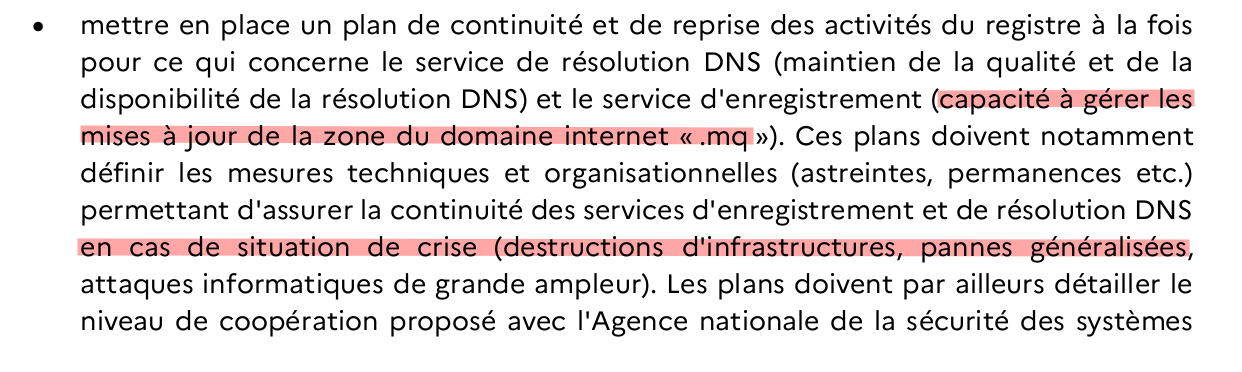 • mettre en place un plan de continuité et de reprise des activités du registre à la fois
pour ce qui concerne le service de résolution DNS (maintien de la qualité et de la
disponibilité de la résolution DNS) et le service d'enregistrement (capacité à gérer les
mises à jour de la zone du domaine internet « .mq »). Ces plans doivent notamment
définir les mesures techniques et organisationnelles (astreintes, permanences etc.)
permettant d'assurer la continuité des services d'enregistrement et de résolution DNS
en cas de situation de crise (destructions d'infrastructures, pannes généralisées,
attaques informatiques de grande ampleur). Les plans doivent par ailleurs détailler le
niveau de coopération proposé avec l'Agence nationale de la sécurité des systèmes